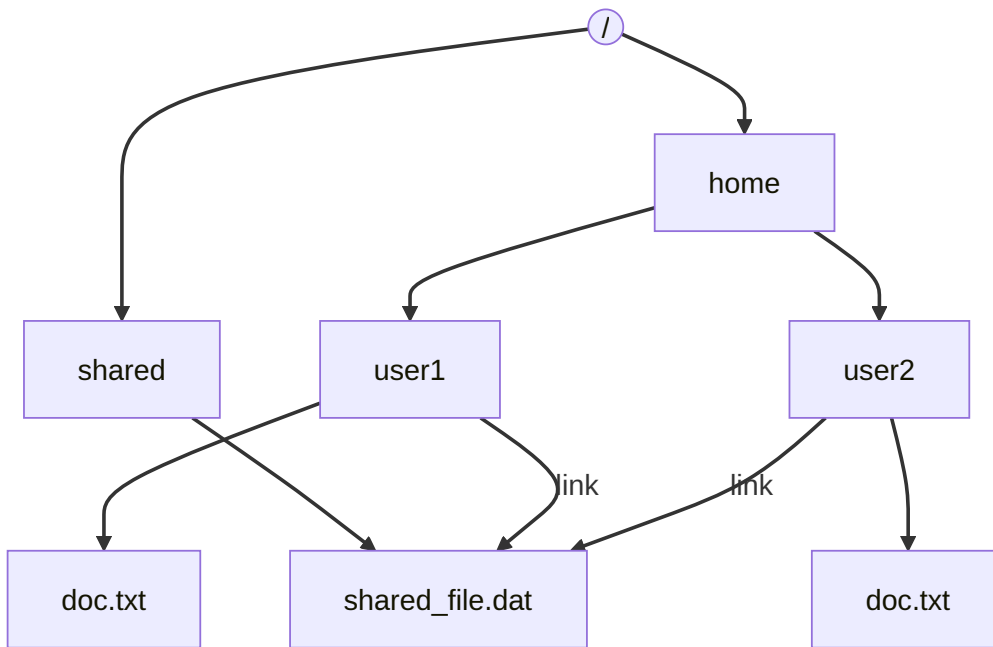 /
home
shared
user1
user2
link
link
doc.txt
shared_file.dat
doc.txt